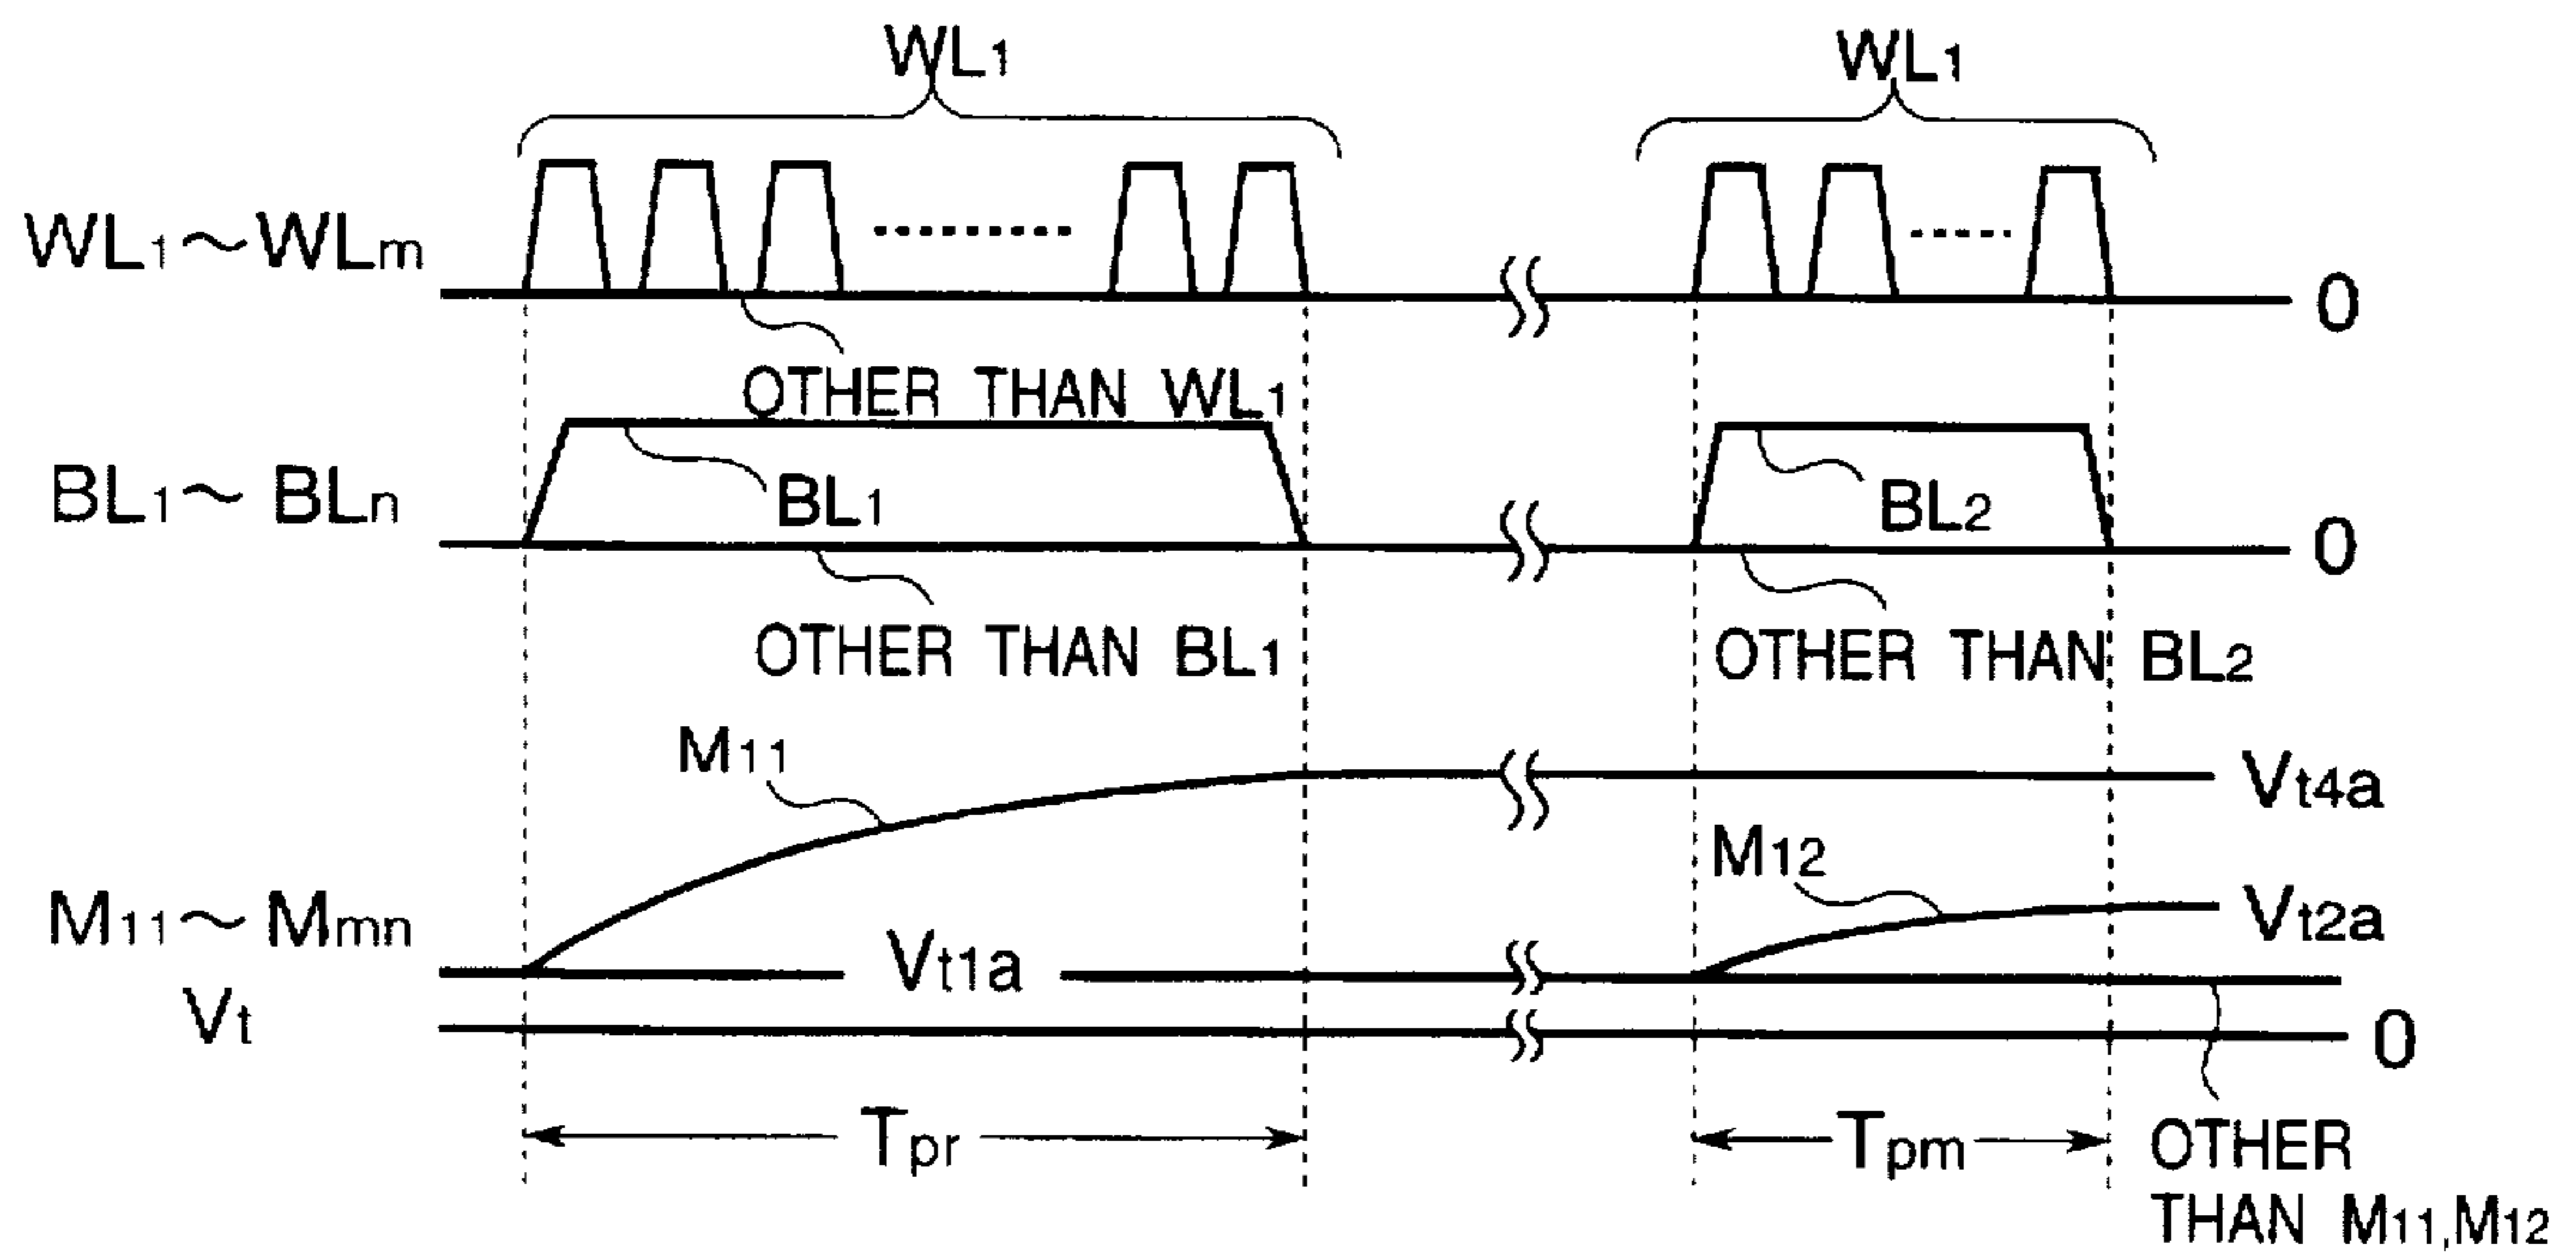 WL1 WL1
WL1~WLm 0
OTHER THAN WL1
BL1~BLn BL1 BL2 0
OTHER THAN BL1 OTHER THAN BL2
M11 Vt4a
M12
M11~Mmn Vt1a Vt2a
Vt 0
Tpr Tpm OTHER
THAN M11,M12